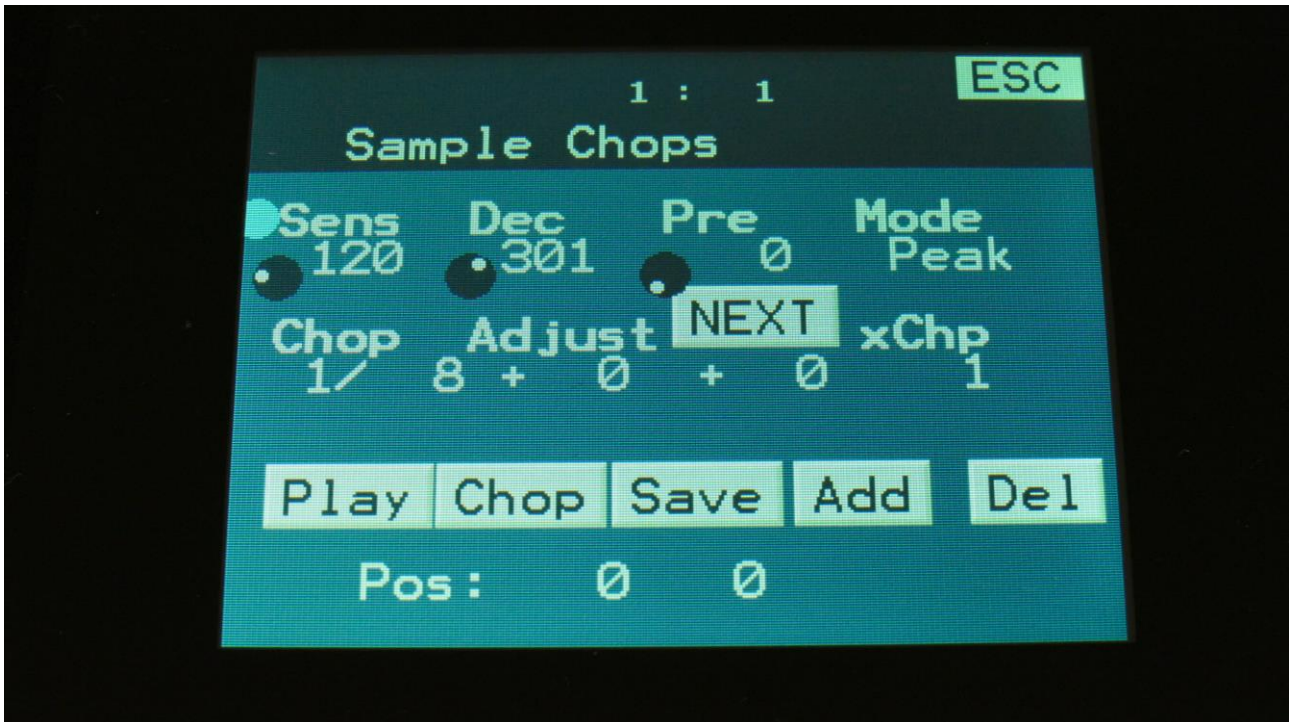 1 : 1 ESC
Sample Chops
Sens Dec Pre Mode
120 301 0 Peak
Chop Adjust NEXT xChp
1/ 8 + 0 + 0 1
Play Chop Save Add Del
Pos: 0 0